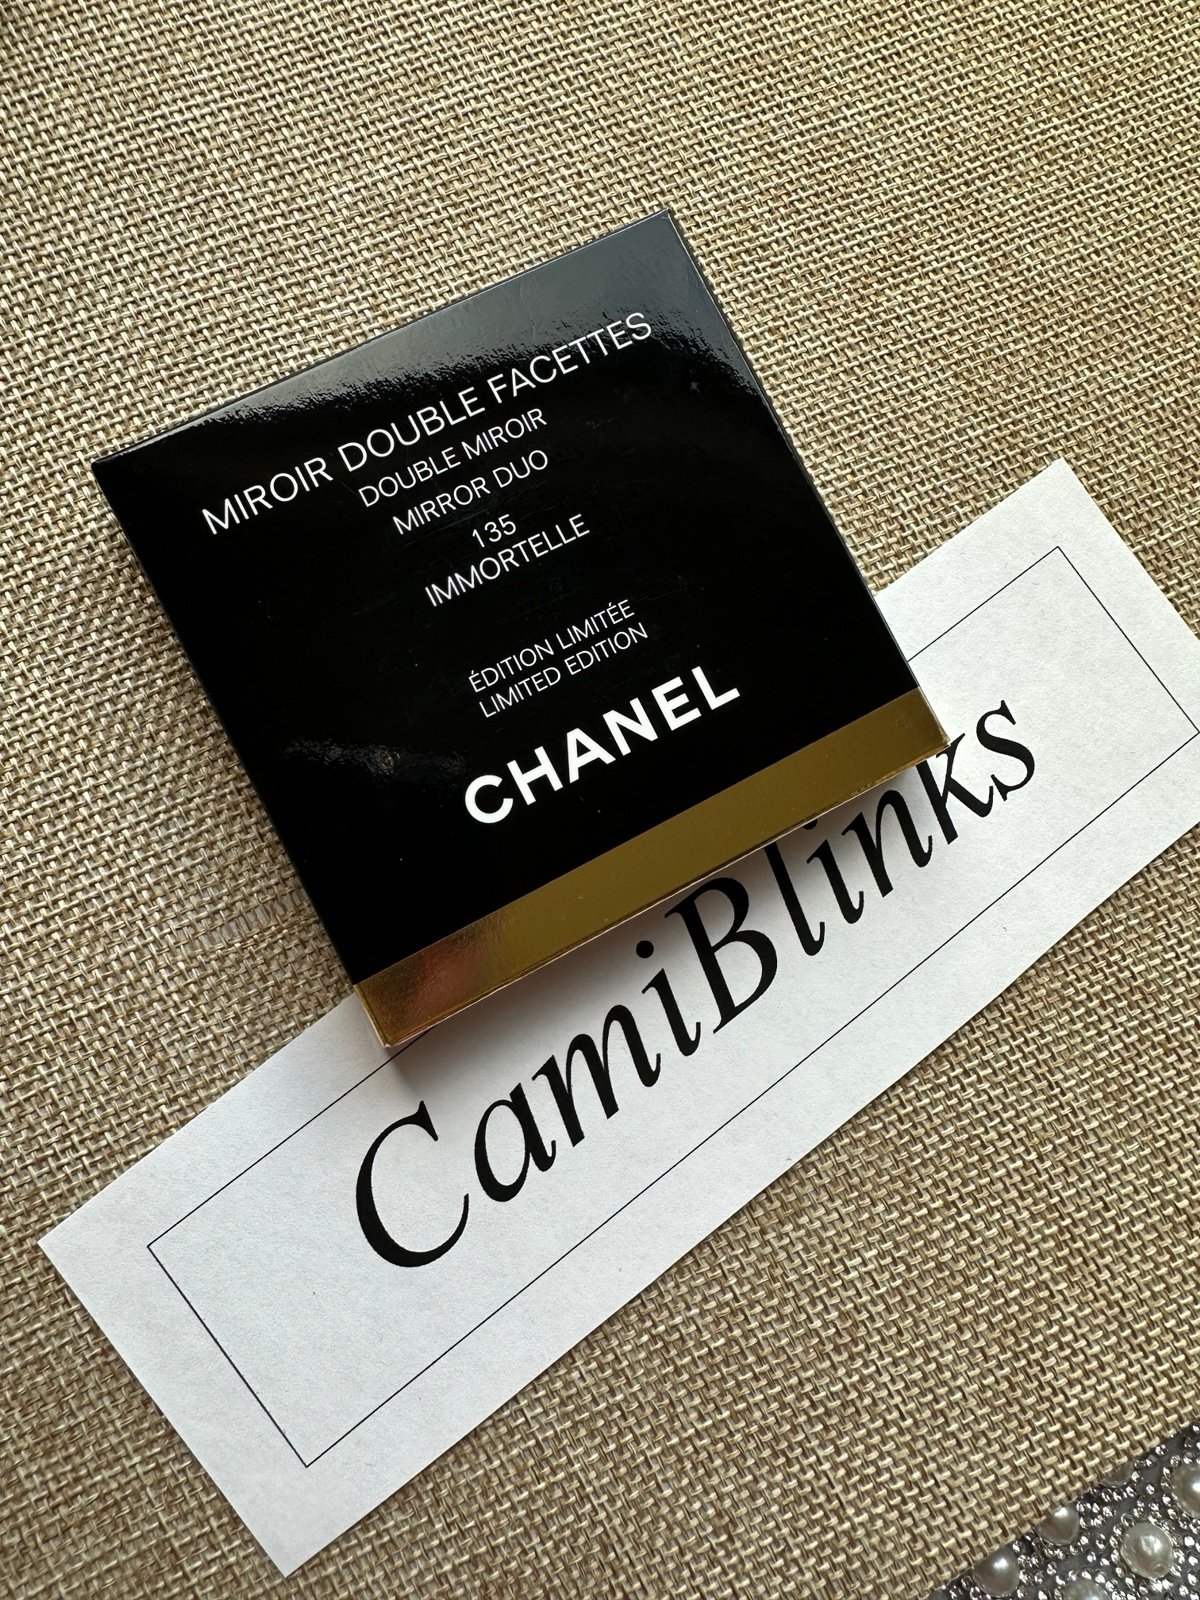 MIROIR DOUBLE FACETTES
DOUBLE MIROIR
MIRROR DUO
135
IMMORTELLE
ÉDITION LIMITÉE
LIMITED EDITION
CHANEL
CamiBlinks